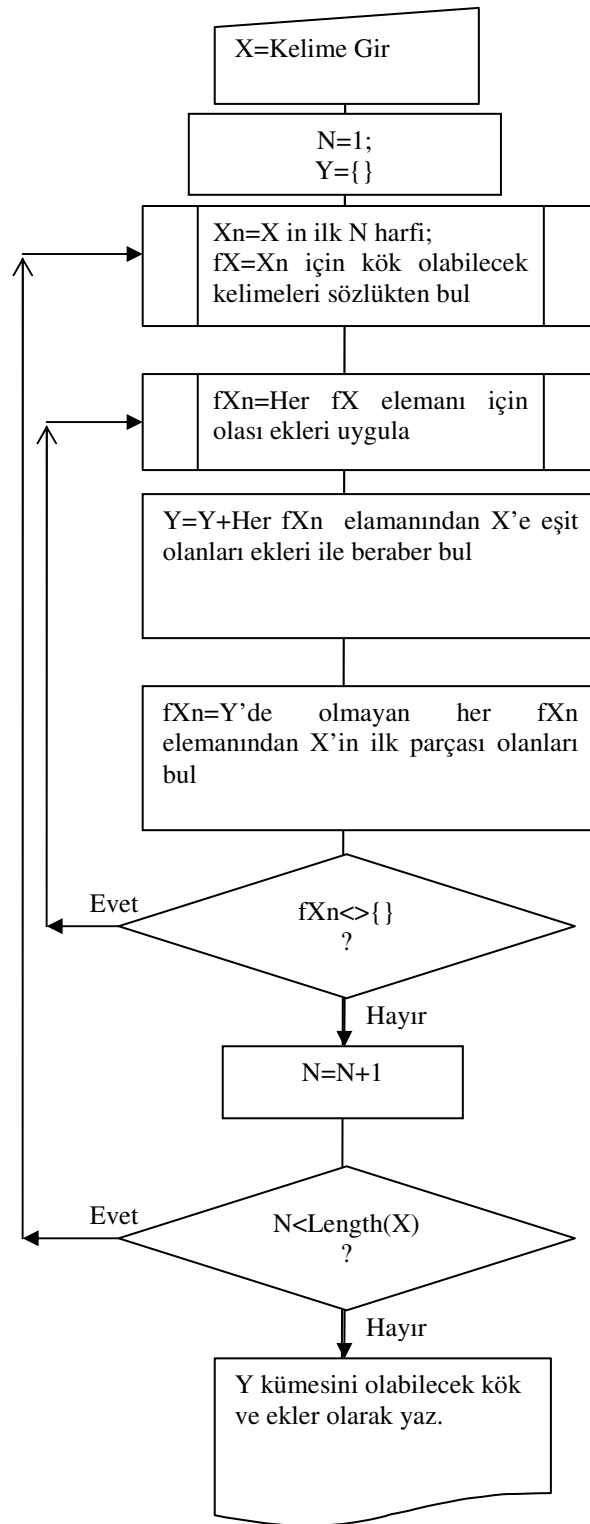 X=Kelime Gir
N=1;
Y={}
Xn=X in ilk N harfi;
fX=Xn için kök olabilecek
kelimeleri sözlükten bul
fXn=Her fX elemanı için
olası ekleri uygula
Y=Y+Her fXn elamanından X’e eşit
olanları ekleri ile beraber bul
fXn=Y’de olmayan her fXn
elemanından X’in ilk parçası olanları
bul
Evet
fXn<>{}
?
Hayır
N=N+1
Evet
N<Length(X)
?
Hayır
Y kümesini olabilecek kök
ve ekler olarak yaz.